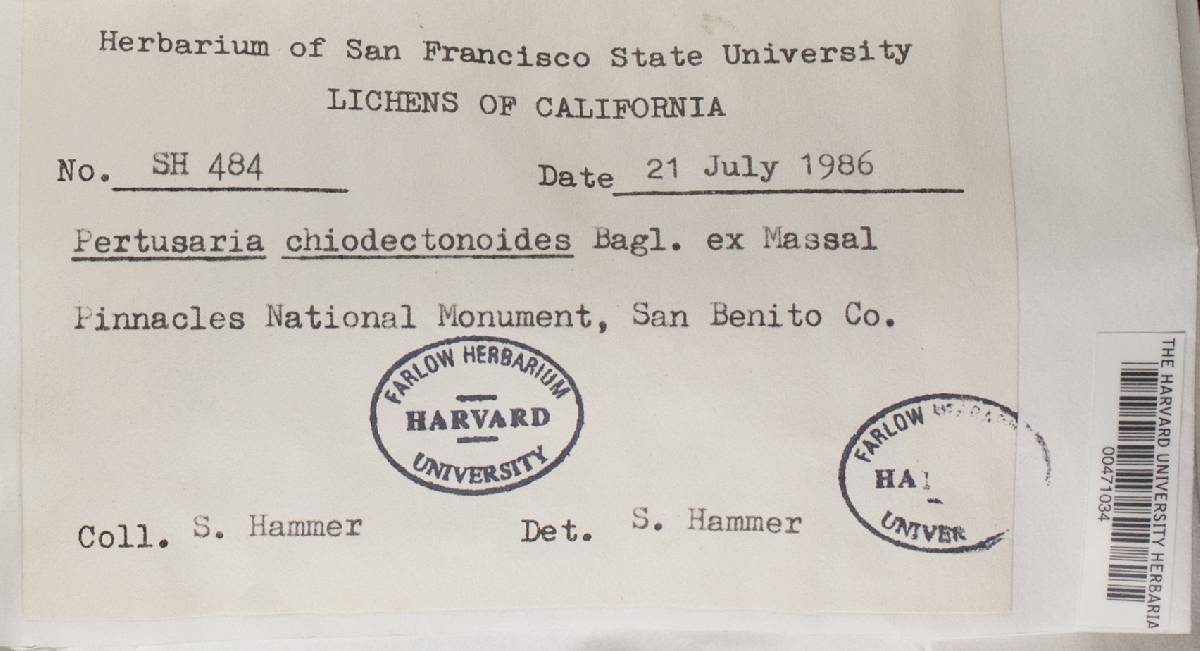 Herbarium of San Francisco State University
LICHENS OF CALIFORNIA
No. SH 484 Date 21 July 1986
Pertusaria chiodectonoides Bagl. ex Massal
Pinnacles National Monument, San Benito Co.
FARLOW HERBARIUM
HARVARD
UNIVERSITY
FARLOW
HA
UNIVER
Coll. S. Hammer Det. S. Hammer
THE HARVARD UNIVERSITY HERBARIA
00471034